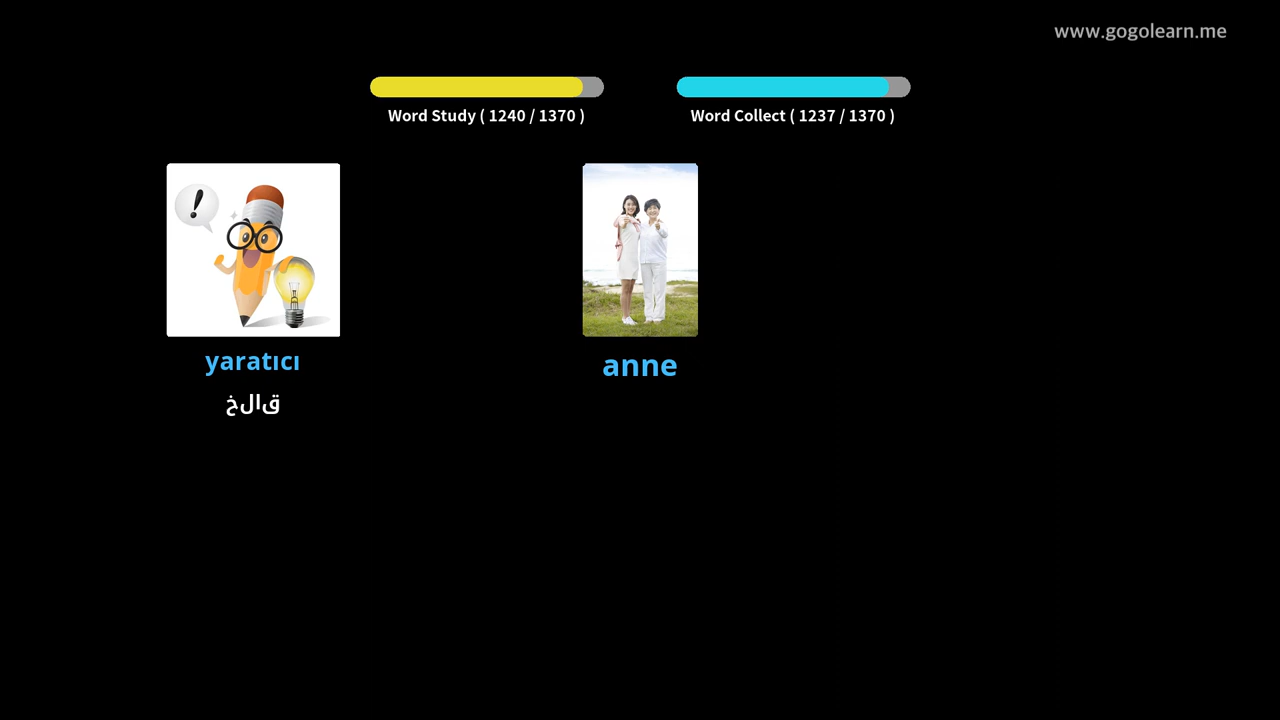 www.gogolearn.me
Word Study ( 1240 / 1370 )
Word Collect ( 1237 / 1370 )
!
yaratıcı
قالخ
anne